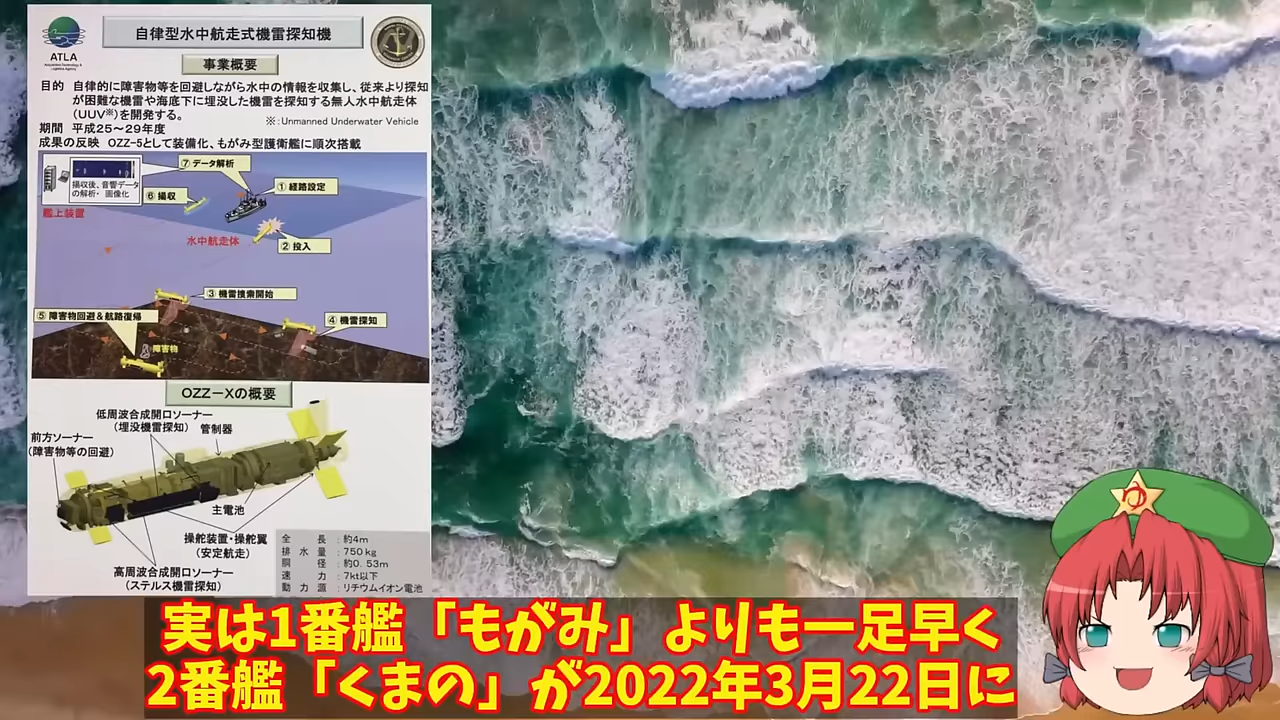 自律型水中航走式機雷探知機
ATLA
事業概要
目的 自律的に障害物等を回避しながら水中の情報を収集し、従来より探知
が困難な機雷や海底下に埋没した機雷を探知する無人水中航走体
(UUV※)を開発する。
※:Unmanned Underwater Vehicle
期間 平成25～29年度
成果の反映 OZZ-5として装備化、もがみ型護衛艦に順次搭載
⑦データ解析
揚収後、音響データ
の解析・画像化
⑥揚収
①経路設定
艦上装置
水中航走体
②投入
③機雷捜索開始
⑤障害物回避&航路復帰
④機雷探知
障害物
OZZ-Xの概要
低周波合成開口ソーナー
(埋没機雷探知)
管制器
前方ソーナー
(障害物等の回避)
主電池
操舵装置・操舵翼
(安定航走)
高周波合成開口ソーナー
(ステルス機雷探知)
全長:約4m
排水量:750kg
胴径:約0.53m
速力:7kt以下
動力源:リチウムイオン電池
実は1番艦「もがみ」よりも一足早く
2番艦「くまの」が2022年3月22日に